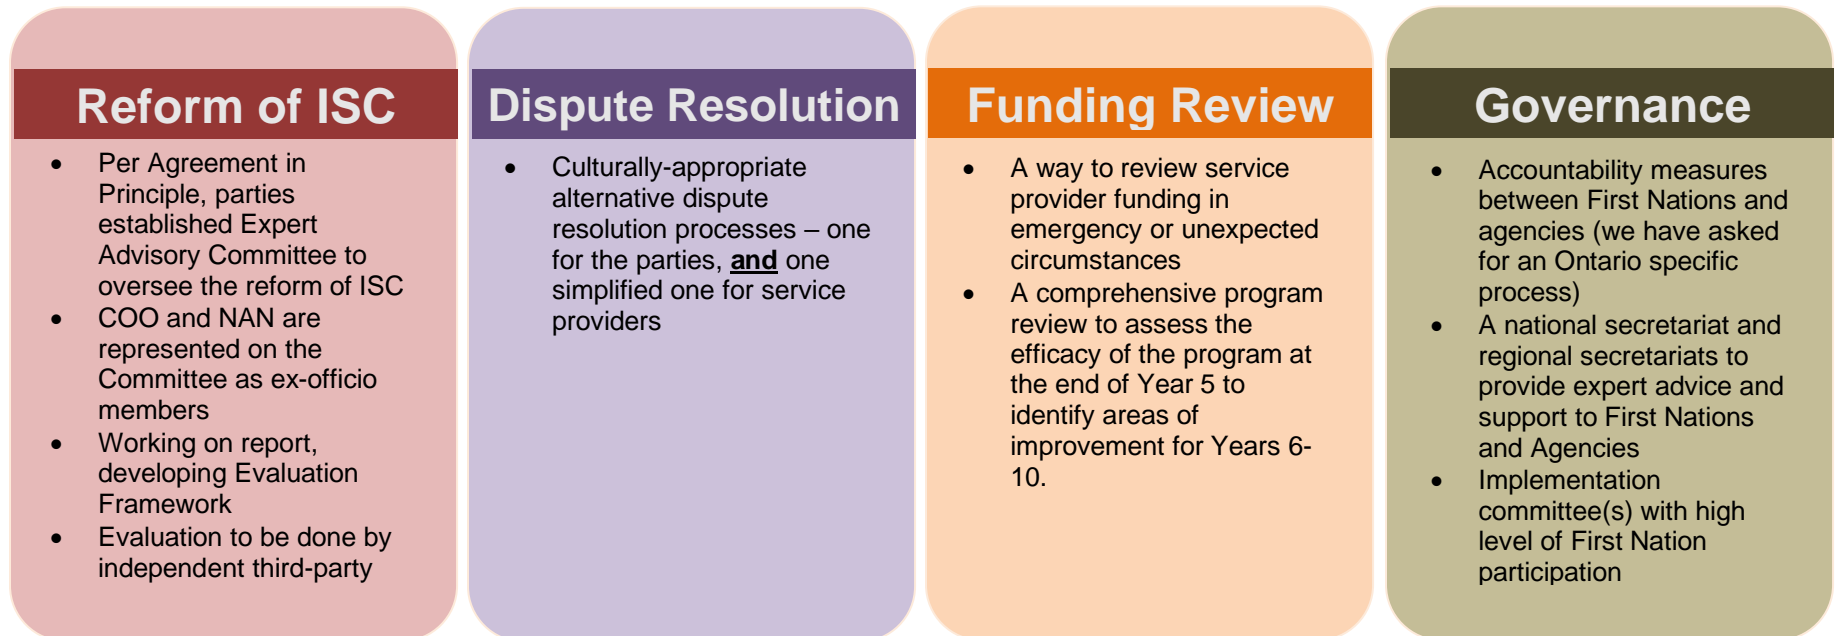 Reform of ISC
• Per Agreement in
Principle, parties
established Expert
Advisory Committee to
oversee the reform of ISC
• COO and NAN are
represented on the
Committee as ex-officio
members
• Working on report,
developing Evaluation
Framework
• Evaluation to be done by
independent third-party
Dispute Resolution
• Culturally-appropriate
alternative dispute
resolution processes – one
for the parties, and one
simplified one for service
providers
Funding Review
• A way to review service
provider funding in
emergency or unexpected
circumstances
• A comprehensive program
review to assess the
efficacy of the program at
the end of Year 5 to
identify areas of
improvement for Years 6-
10.
Governance
• Accountability measures
between First Nations and
agencies (we have asked
for an Ontario specific
process)
• A national secretariat and
regional secretariats to
provide expert advice and
support to First Nations
and Agencies
• Implementation
committee(s) with high
level of First Nation
participation